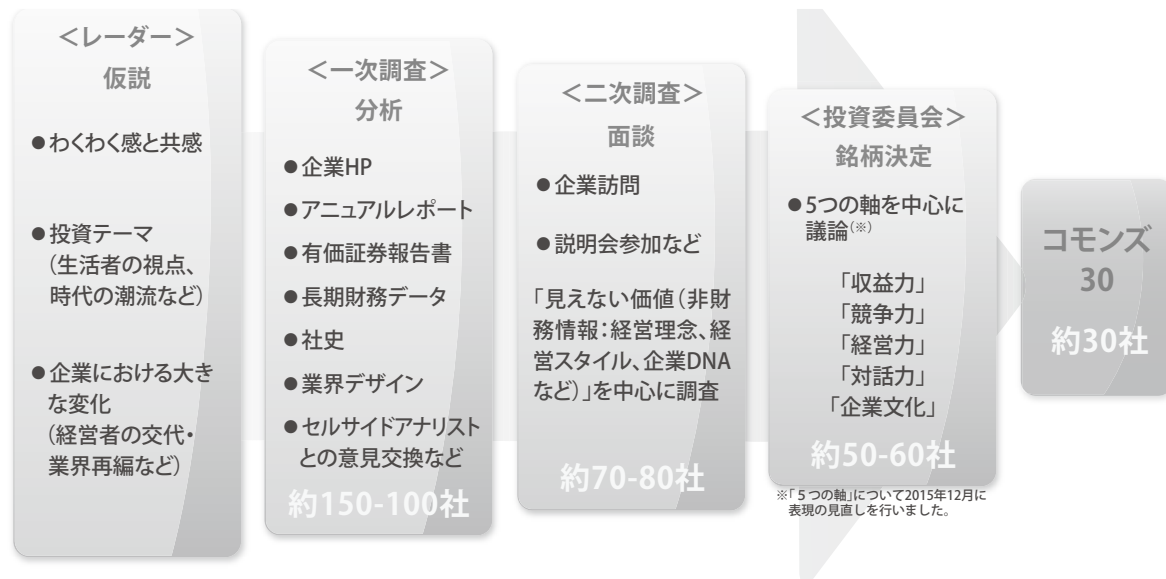 ＜レーダー＞
仮説
●わくわく感と共感
●投資テーマ
（生活者の視点、
時代の潮流など）
●企業における大き
な変化
（経営者の交代・
業界再編など）
＜一次調査＞
分析
●企業HP
●アニュアルレポート
●有価証券報告書
●長期財務データ
●社史
●業界デザイン
●セルサイドアナリスト
との意見交換など
約150-100社
＜二次調査＞
面談
●企業訪問
●説明会参加など
「見えない価値（非財
務情報：経営理念、経
営スタイル、企業DNA
など）」を中心に調査
約70-80社
＜投資委員会＞
銘柄決定
●5つの軸を中心に
議論(※)
「収益力」
「競争力」
「経営力」
「対話力」
「企業文化」
約50-60社
※「５つの軸」について2015年12月に
表現の見直しを行いました。
コモンズ
30
約30社